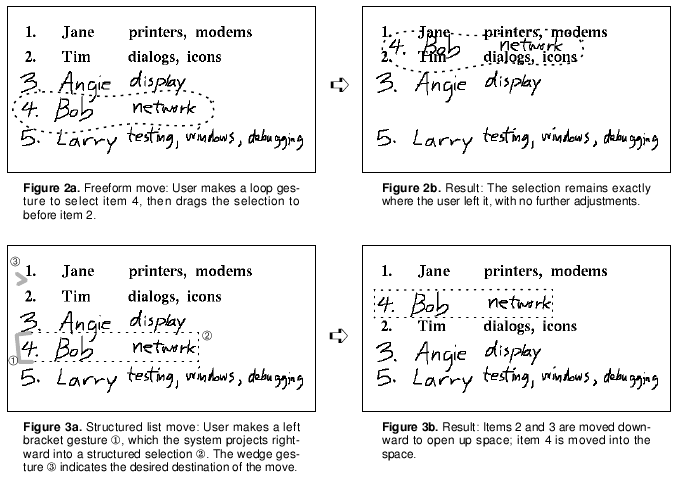 1. Jane printers, modems
2. Tim dialogs, icons
3. Angie display
4. Bob network
5. Larry testing, windows, debugging
Figure 2a. Freeform move: User makes a loop ges-
ture to select item 4, then drags the selection to
before item 2.
1. Jane printers, modems
4. Bob network
2. Tim dialogs, icons
3. Angie display
5. Larry testing, windows, debugging
Figure 2b. Result: The selection remains exactly
where the user left it, with no further adjustments.
③
1. Jane printers, modems
2. Tim dialogs, icons
3. Angie display
②
4. Bob network
①
5. Larry testing, windows, debugging
Figure 3a. Structured list move: User makes a left
bracket gesture ①, which the system projects right-
ward into a structured selection ②. The wedge ges-
ture ③ indicates the desired destination of the move.
1. Jane printers, modems
4. Bob network
2. Tim dialogs, icons
3. Angie display
5. Larry testing, windows, debugging
Figure 3b. Result: Items 2 and 3 are moved down-
ward to open up space; item 4 is moved into the
space.